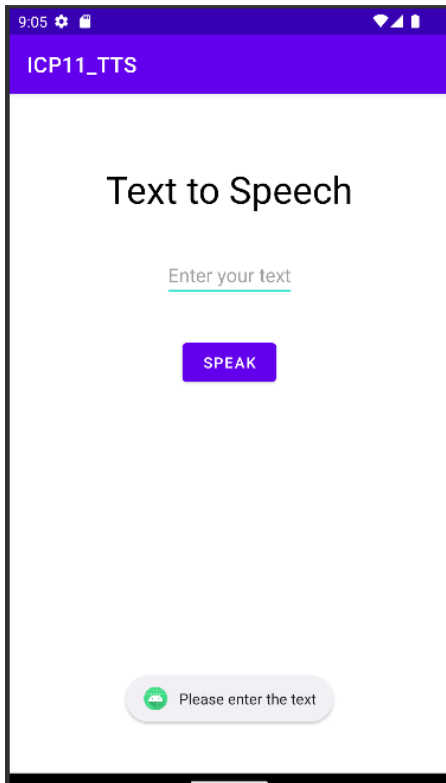 9:05
ICP11_TTS
Text to Speech
Enter your text
SPEAK
Please enter the text